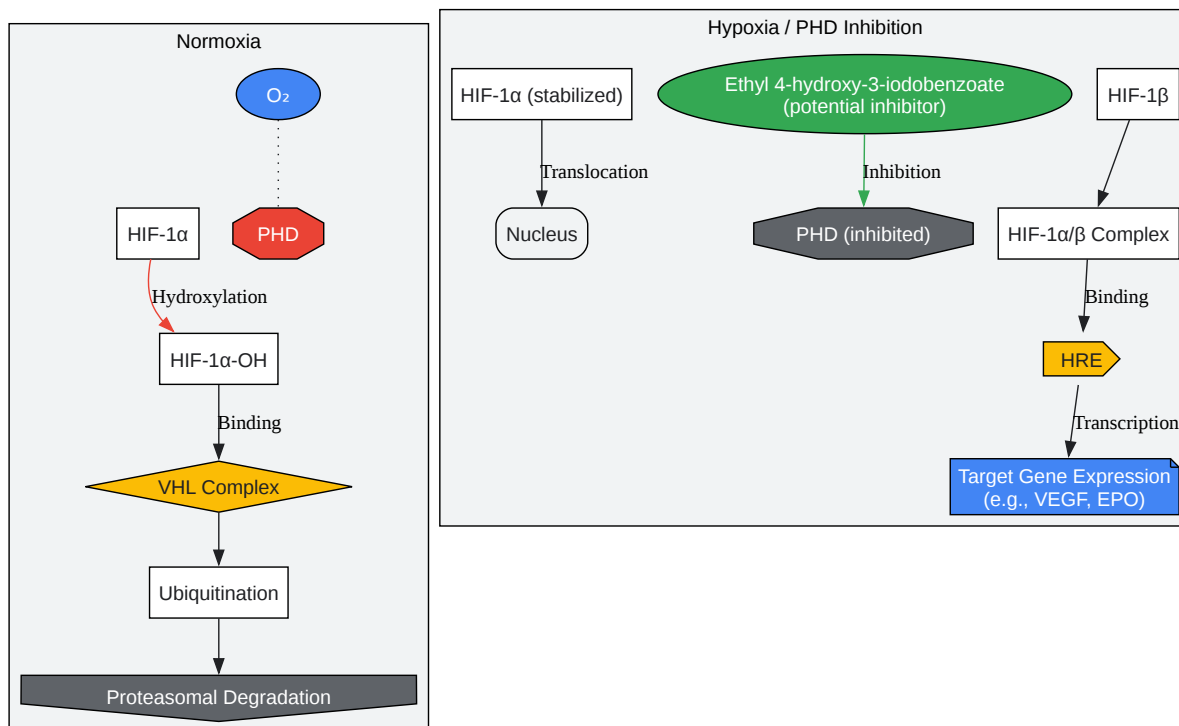 Normoxia
O₂
HIF-1α
PHD
Hydroxylation
HIF-1α-OH
Binding
VHL Complex
Ubiquitination
Proteasomal Degradation
Hypoxia / PHD Inhibition
HIF-1α (stabilized)
Ethyl 4-hydroxy-3-iodobenzoate
(potential inhibitor)
HIF-1β
Translocation
Inhibition
Nucleus
PHD (inhibited)
HIF-1α/β Complex
Binding
HRE
Transcription
Target Gene Expression
(e.g., VEGF, EPO)